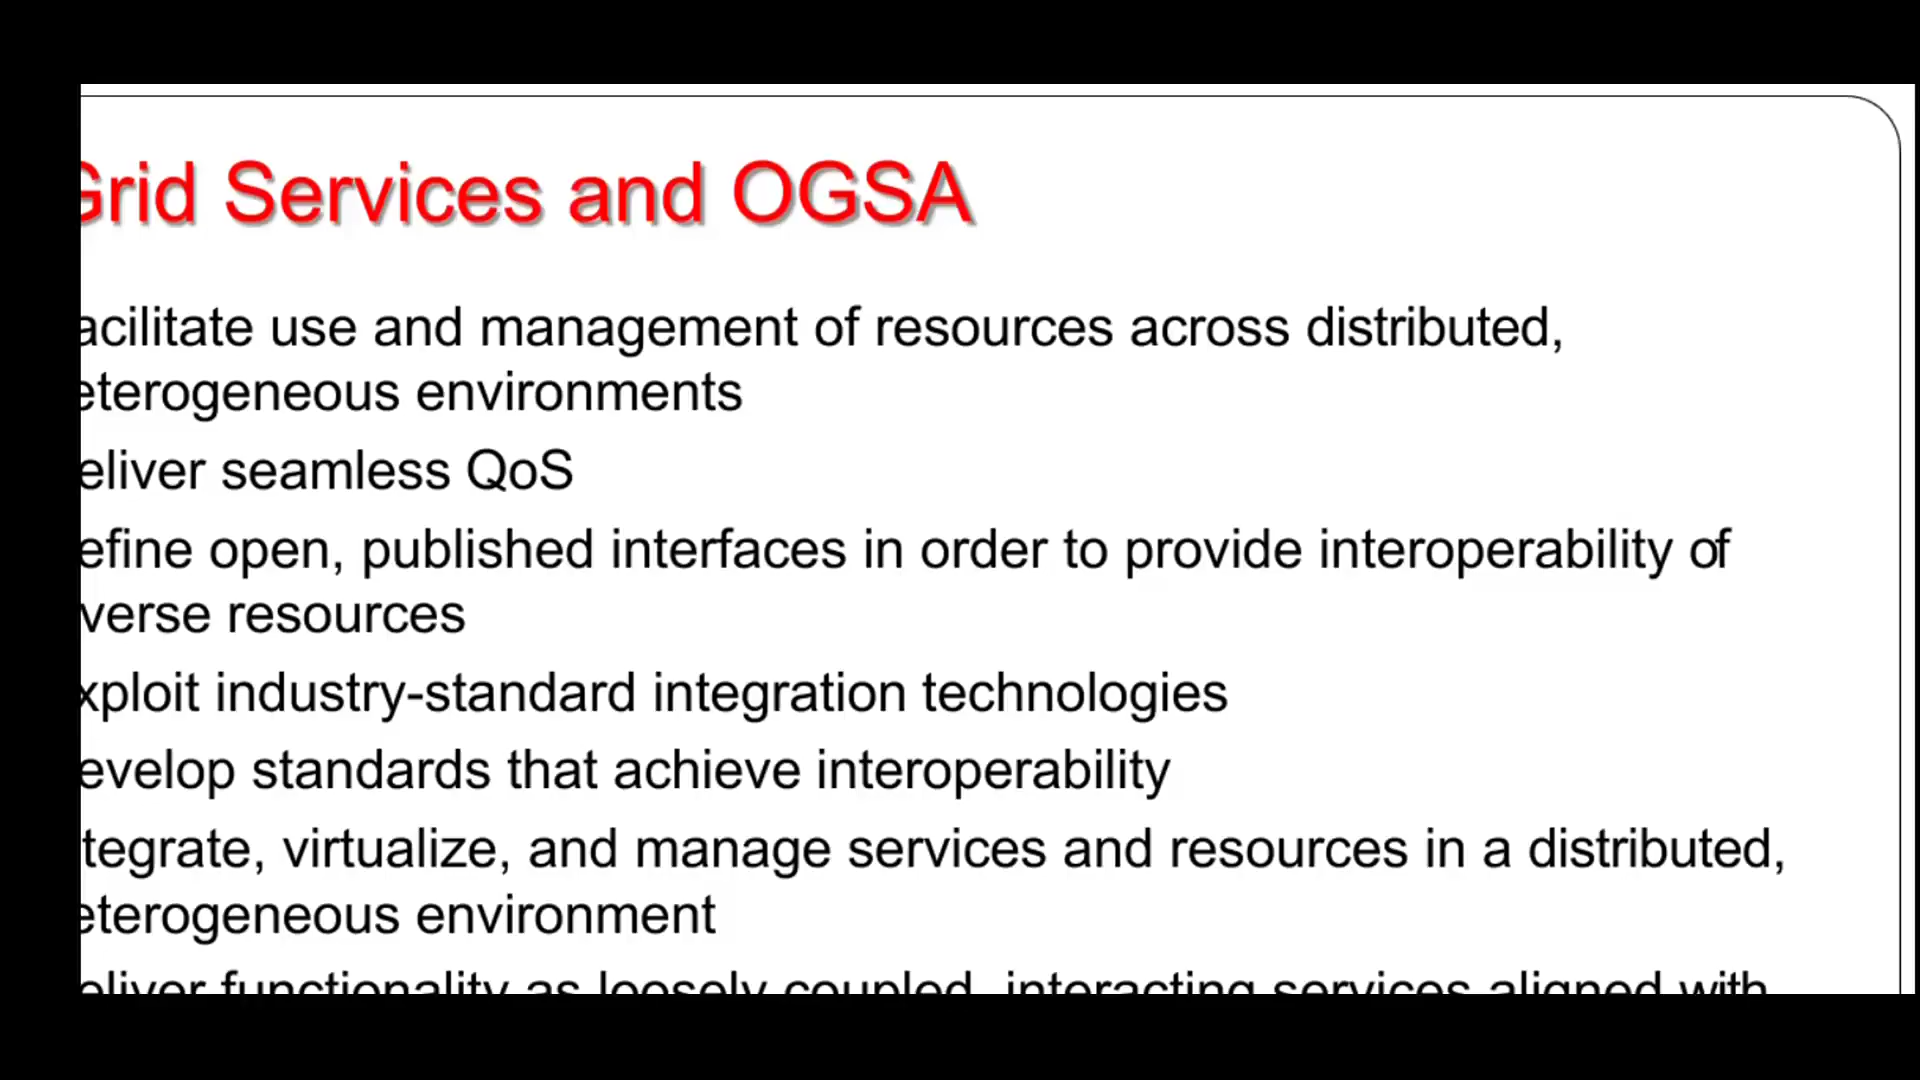 Grid Services and OGSA
acilitate use and management of resources across distributed,
eterogeneous environments
eliver seamless QoS
efine open, published interfaces in order to provide interoperability of
verse resources
xploit industry-standard integration technologies
evelop standards that achieve interoperability
tegrate, virtualize, and manage services and resources in a distributed,
eterogeneous environment
eliver functionality as loosely coupled, interacting services aligned with